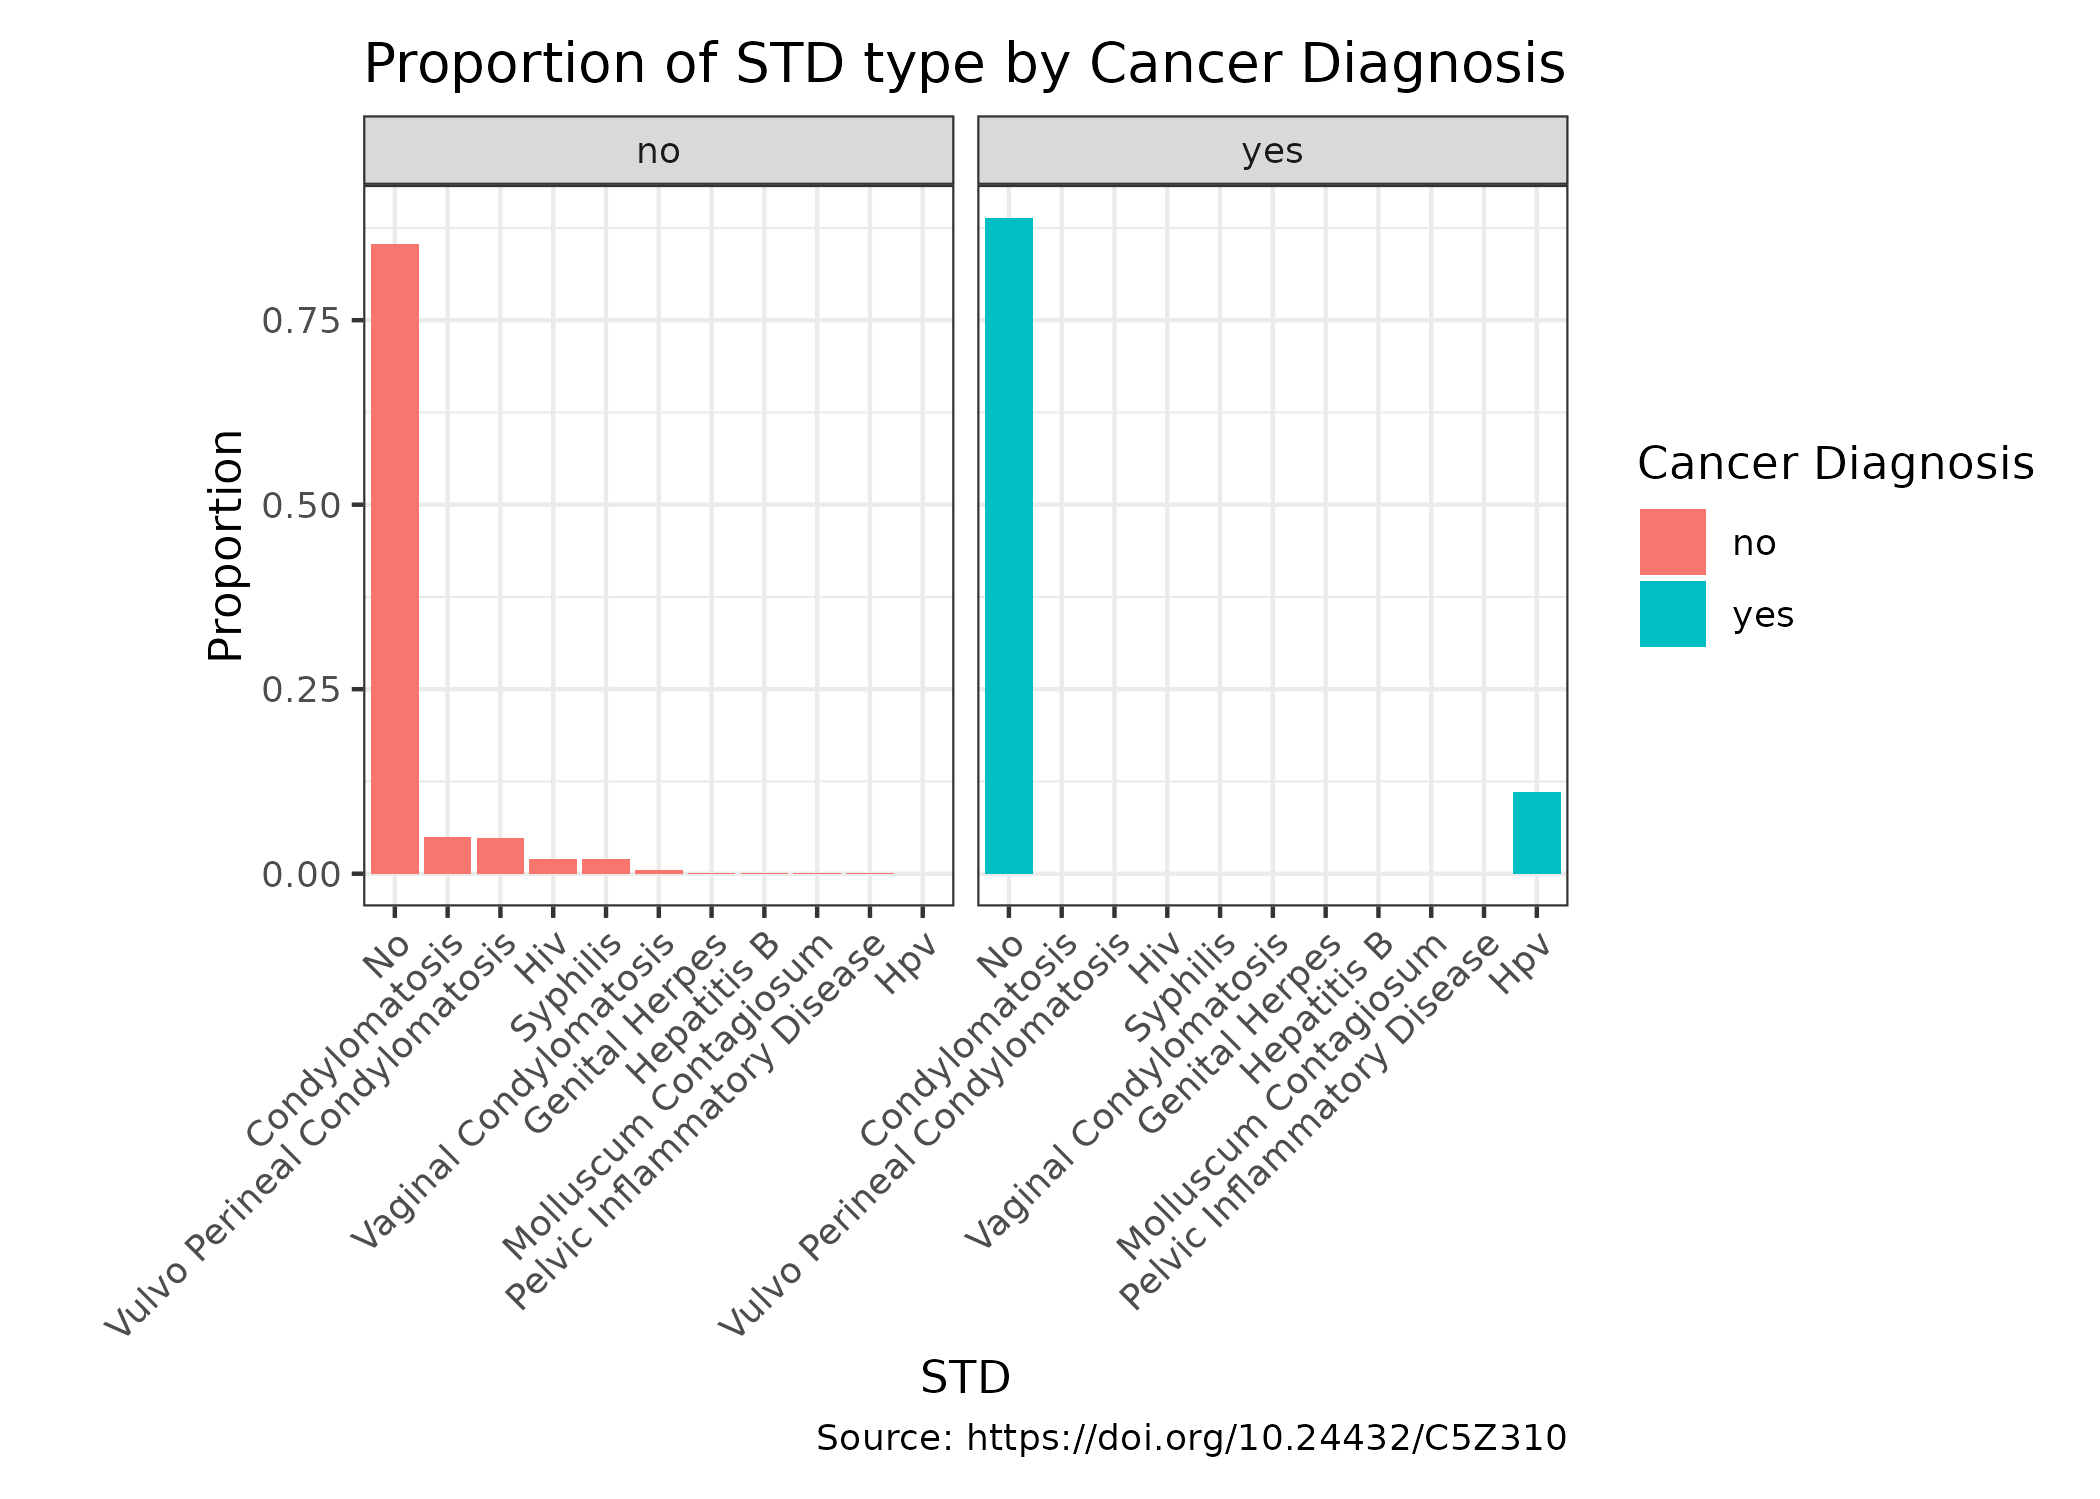 Proportion of STD type by Cancer Diagnosis
no
yes
Proportion
0.75
0.50
0.25
0.00
No
Condylomatosis
Vulvo Perineal Condylomatosis
Hiv
Syphilis
Vaginal Condylomatosis
Genital Herpes
Hepatitis B
Molluscum Contagiosum
Pelvic Inflammatory Disease
Hpv
No
Condylomatosis
Vulvo Perineal Condylomatosis
Hiv
Syphilis
Vaginal Condylomatosis
Genital Herpes
Hepatitis B
Molluscum Contagiosum
Pelvic Inflammatory Disease
Hpv
STD
Cancer Diagnosis
no
yes
Source: https://doi.org/10.24432/C5Z310